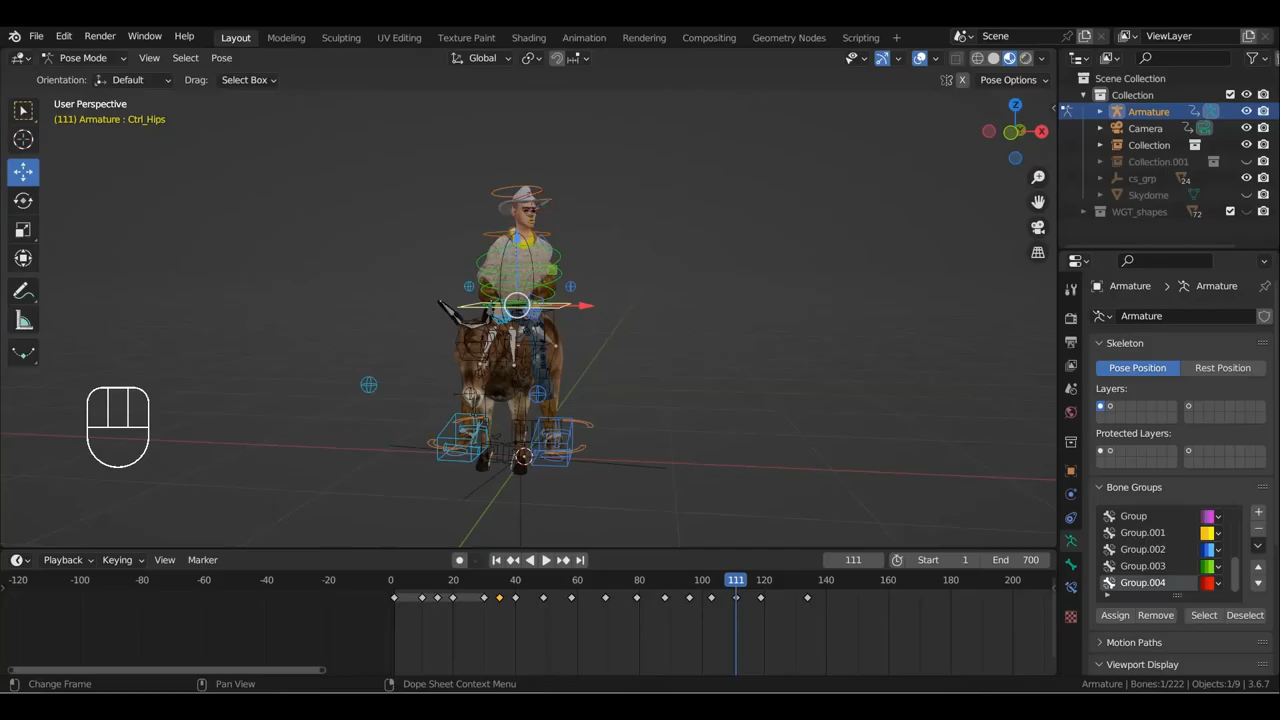 File Edit Render Window Help Layout Modeling Sculpting UV Editing Texture Paint Shading Animation Rendering Compositing Geometry Nodes Scripting + Scene ViewLayer
Pose Mode View Select Pose Global
Orientation: Default Drag: Select Box X Pose Options
User Perspective
(111) Armature : Ctrl_Hips
Z
X
Scene Collection
Collection
Armature
Camera
Collection
Collection.001
cs_grp 24
Skydome
WGT_shapes 72
Armature Armature
Armature
Skeleton
Pose Position Rest Position
Layers:
Protected Layers:
Bone Groups
Group
Group.001
Group.002
Group.003
Group.004
Assign Remove Select Deselect
Motion Paths
Viewport Display
Playback Keying View Marker 111 Start 1 End 700
-120 -100 -80 -60 -40 -20 0 20 40 60 80 100 111 120 140 160 180 200
Change Frame Pan View Dope Sheet Context Menu Armature | Bones:1/222 | Objects:1/9 | 3.6.7